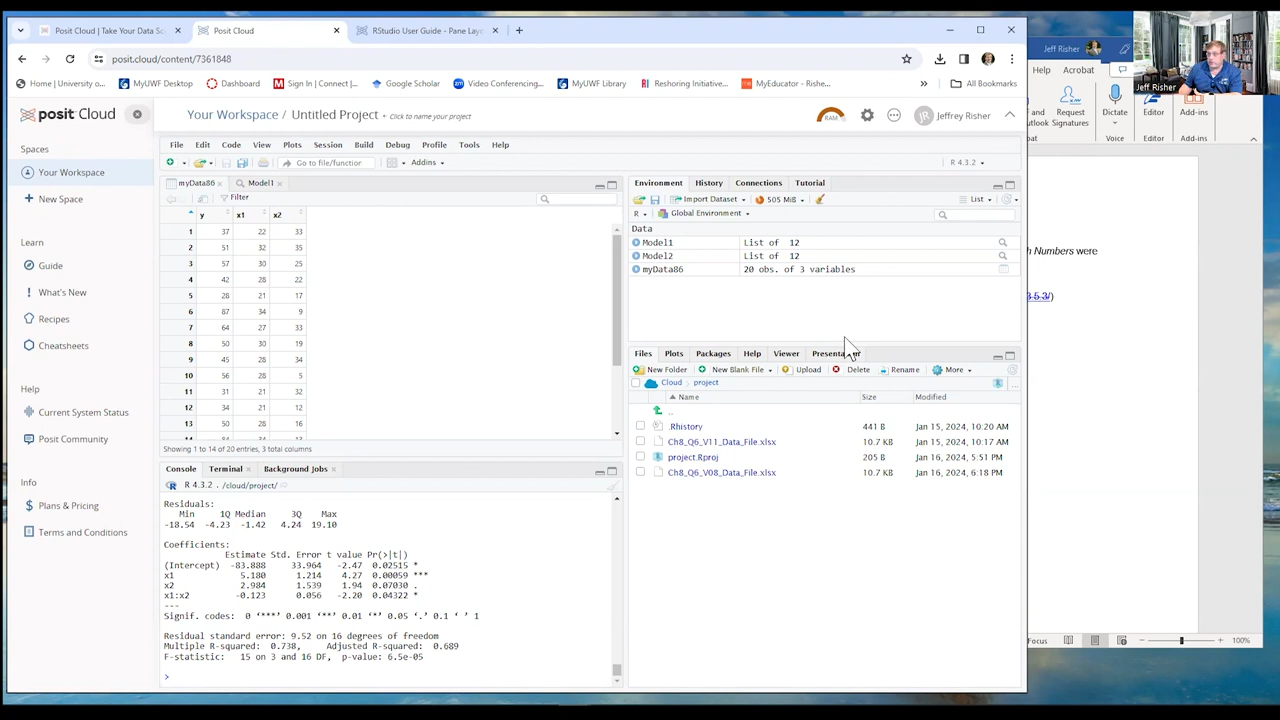 Posit Cloud | Take Your Data Sc
Posit Cloud
RStudio User Guide - Pane Lay
posit.cloud/content/7361848
Home | University o...
MyUWF Desktop
Dashboard
Sign In | Connect|...
Google Scholar
Video Conferencing...
MyUWF Library
Reshoring Initiative...
MyEducator - Rishe...
All Bookmarks
posit Cloud
Your Workspace / Untitled Project
Click to name your project
RAM
JR
Jeffrey Risher
Spaces
Your Workspace
New Space
Learn
Guide
What's New
Recipes
Cheatsheets
Help
Current System Status
Posit Community
Info
Plans & Pricing
Terms and Conditions
File Edit Code View Plots Session Build Debug Profile Tools Help
Go to file/function
Addins
R 4.3.2
myData86
Model1
Filter
y x1 x2
1 37 22 33
2 51 32 35
3 57 30 25
4 42 28 22
5 28 21 17
6 87 34 9
7 64 27 33
8 50 30 19
9 45 28 34
10 56 28 5
11 31 21 32
12 34 21 12
13 50 28 16
Showing 1 to 14 of 20 entries, 3 total columns
Console Terminal Background Jobs
R 4.3.2 . /cloud/project/
Residuals:
Min 1Q Median 3Q Max
-18.54 -4.23 -1.42 4.24 19.10
Coefficients:
Estimate Std. Error t value Pr(>|t|)
(Intercept) -83.888 33.964 -2.47 0.02515 *
x1 5.180 1.214 4.27 0.00059 ***
x2 2.984 1.539 1.94 0.07030 .
x1:x2 -0.123 0.056 -2.20 0.04322 *
---
Signif. codes: 0 ‘***’ 0.001 ‘**’ 0.01 ‘*’ 0.05 ‘.’ 0.1 ‘ ’ 1
Residual standard error: 9.52 on 16 degrees of freedom
Multiple R-squared: 0.738, Adjusted R-squared: 0.689
F-statistic: 15 on 3 and 16 DF, p-value: 6.5e-05
>
Environment History Connections Tutorial
Import Dataset
505 MiB
List
R
Global Environment
Data
Model1 List of 12
Model2 List of 12
myData86 20 obs. of 3 variables
Files Plots Packages Help Viewer
New Folder New Blank File Upload Delete Rename More
Cloud project
Name Size Modified
..
.Rhistory 441 B Jan 15, 2024, 10:20 AM
Ch8_Q6_V11_Data_File.xlsx 10.7 KB Jan 15, 2024, 10:17 AM
project.Rproj 205 B Jan 16, 2024, 5:51 PM
Ch8_Q6_V08_Data_File.xlsx 10.7 KB Jan 16, 2024, 6:18 PM
Jeff Risher
Help Acrobat
Jeff Risher
Request
Signatures
Dictate
Editor
Add-ins
Voice
Editor
Add-ins
Numbers were
100%